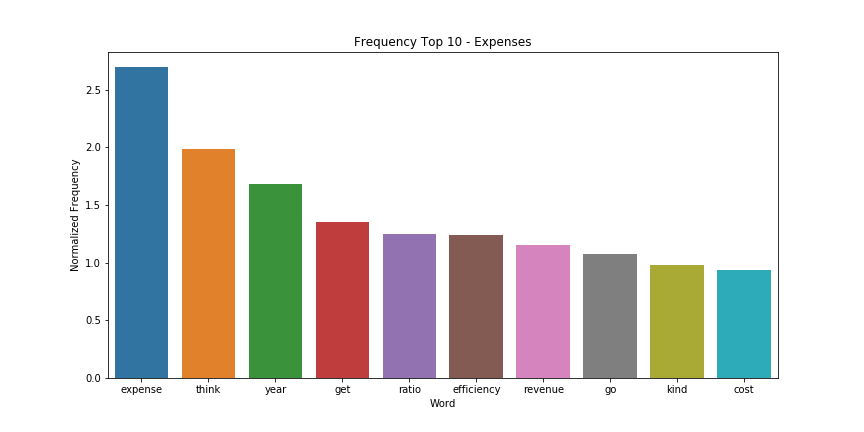 Frequency Top 10 - Expenses
Normalized Frequency
2.5
2.0
1.5
1.0
0.5
0.0
expense think year get ratio efficiency revenue go kind cost
Word